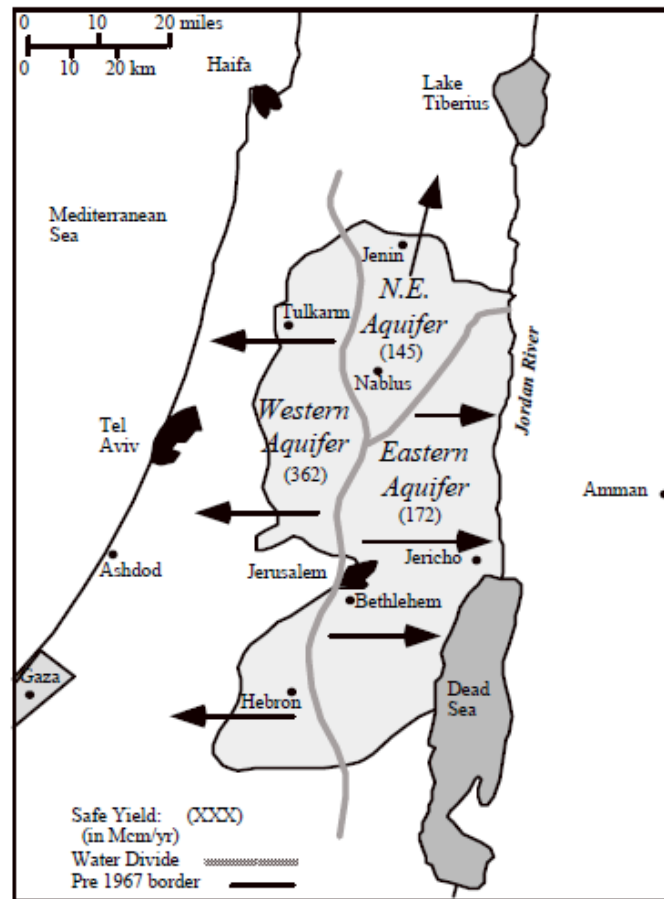 0 10 20 miles
0 10 20 km
Haifa
Lake
Tiberius
Mediterranean
Sea
Jenin
N.E.
Aquifer
(145)
Tulkarm
Nablus
Jordan River
Western
Aquifer
(362)
Tel
Aviv
Eastern
Aquifer
(172)
Amman
Ashdod
Jerusalem
Jericho
Bethlehem
Gaza
Hebron
Dead
Sea
Safe Yield: (XXX)
(in Mcm/yr)
Water Divide
Pre 1967 border